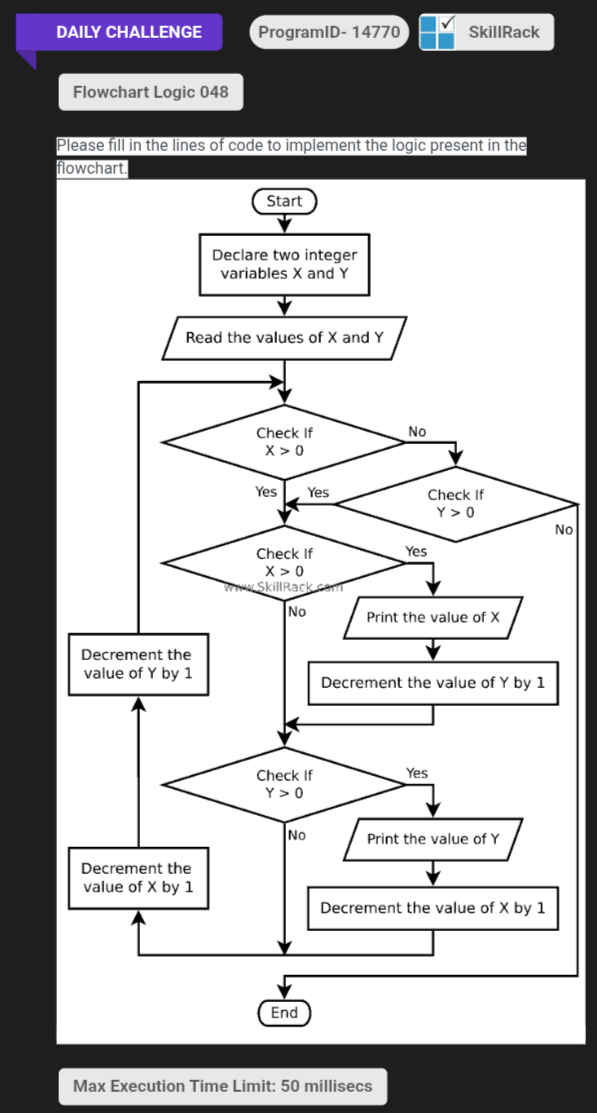 DAILY CHALLENGE
ProgramID- 14770
SkillRack
Flowchart Logic 048
Please fill in the lines of code to implement the logic present in the
flowchart.
Start
Declare two integer
variables X and Y
Read the values of X and Y
Check If
X > 0
No
Check If
Y > 0
Yes
Yes
No
Check If
X > 0
Yes
www.SkillRack.com
No
Print the value of X
Decrement the
value of Y by 1
Decrement the value of Y by 1
Check If
Y > 0
Yes
No
Print the value of Y
Decrement the
value of X by 1
Decrement the value of X by 1
End
Max Execution Time Limit: 50 millisecs